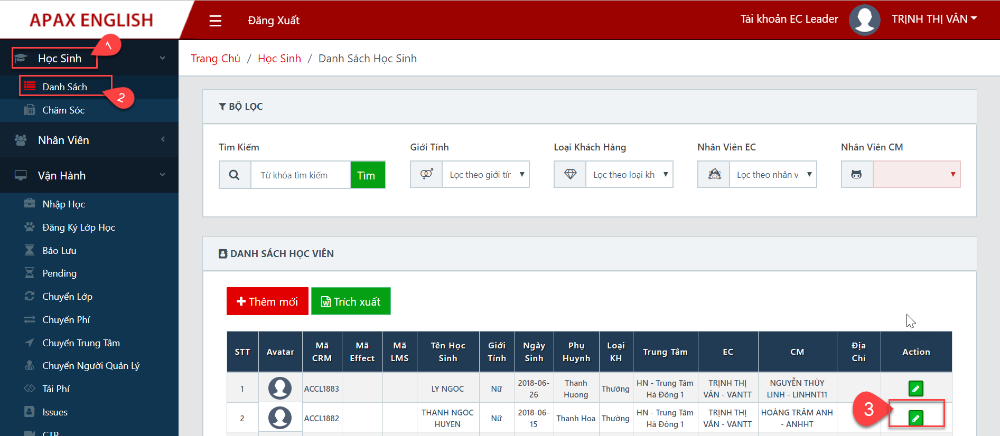 APAX ENGLISH
Đăng Xuất
Tài khoản EC Leader
TRỊNH THỊ VÂN
1
Học Sinh
Danh Sách
2
Chăm Sóc
Nhân Viên
Vận Hành
Nhập Học
Đăng Ký Lớp Học
Bảo Lưu
Pending
Chuyển Lớp
Chuyển Phí
Chuyển Trung Tâm
Chuyển Người Quản Lý
Tái Phí
Issues
CTP
Trang Chủ / Học Sinh / Danh Sách Học Sinh
BỘ LỌC
Tìm Kiếm
Từ khóa tìm kiếm
Tìm
Giới Tính
Lọc theo giới tír
Loại Khách Hàng
Lọc theo loại kh
Nhân Viên EC
Lọc theo nhân v
Nhân Viên CM
DANH SÁCH HỌC VIÊN
Thêm mới
Trích xuất
STT
Avatar
Mã
CRM
Mã
Effect
Mã
LMS
Tên Học
Sinh
Giới
Tính
Ngày
Sinh
Phụ
Huynh
Loại
KH
Trung Tâm
EC
CM
Địa
Chỉ
Action
1
ACCL1883
LY NGOC
Nữ
2018-06-
26
Thanh
Huong
Thường
HN - Trung Tâm
Hà Đông 1
TRỊNH THỊ
VÂN - VANTT
NGUYỄN THÙY
LINH - LINHNT11
2
ACCL1882
THANH NGOC
HUYEN
Nữ
2018-06-
15
Thanh Hoa
Thường
HN - Trung Tâm
Hà Đông 1
TRỊNH THỊ
VÂN - VANTT
HOÀNG TRÂM ANH
- ANHHT
3